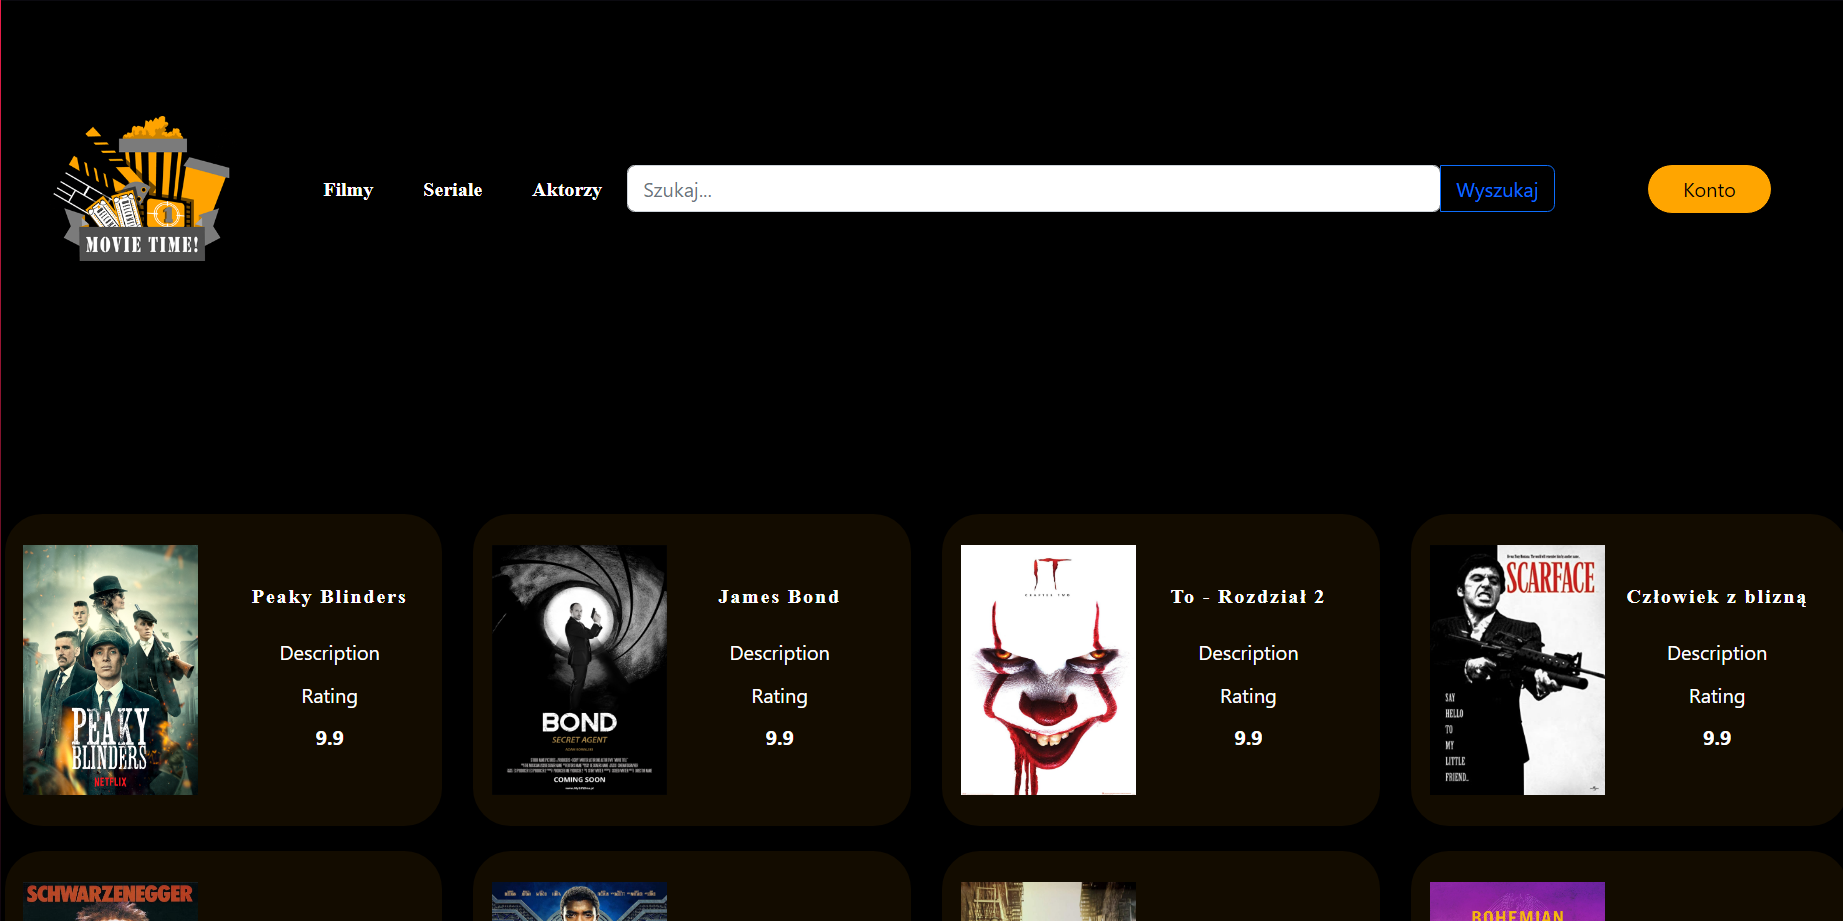 MOVIE TIME!
Filmy
Seriale
Aktorzy
Szukaj...
Wyszukaj
Konto
PEAKY
BLINDERS
NETFLIX
Peaky Blinders
Description
Rating
9.9
BOND
SECRET AGENT
COMING SOON
James Bond
Description
Rating
9.9
IT
CHAPTER TWO
To - Rozdział 2
Description
Rating
9.9
SCARFACE
SAY
HELLO
TO
MY
LITTLE
FRIEND.
Człowiek z blizną
Description
Rating
9.9
SCHWARZENEGGER
BOHEMIAN